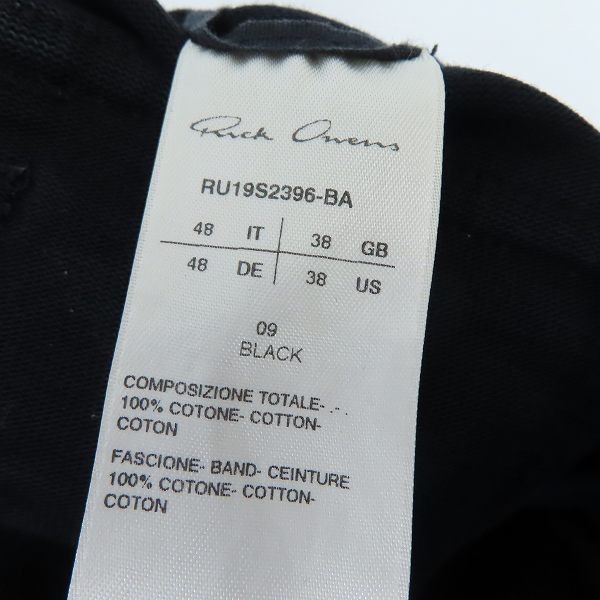 Rick Owens
RU19S2396-BA
48 IT 38 GB
48 DE 38 US
09
BLACK
COMPOSIZIONE TOTALE-
100% COTONE- COTTON-
COTON
FASCIONE- BAND- CEINTURE
100% COTONE- COTTON-
COTON